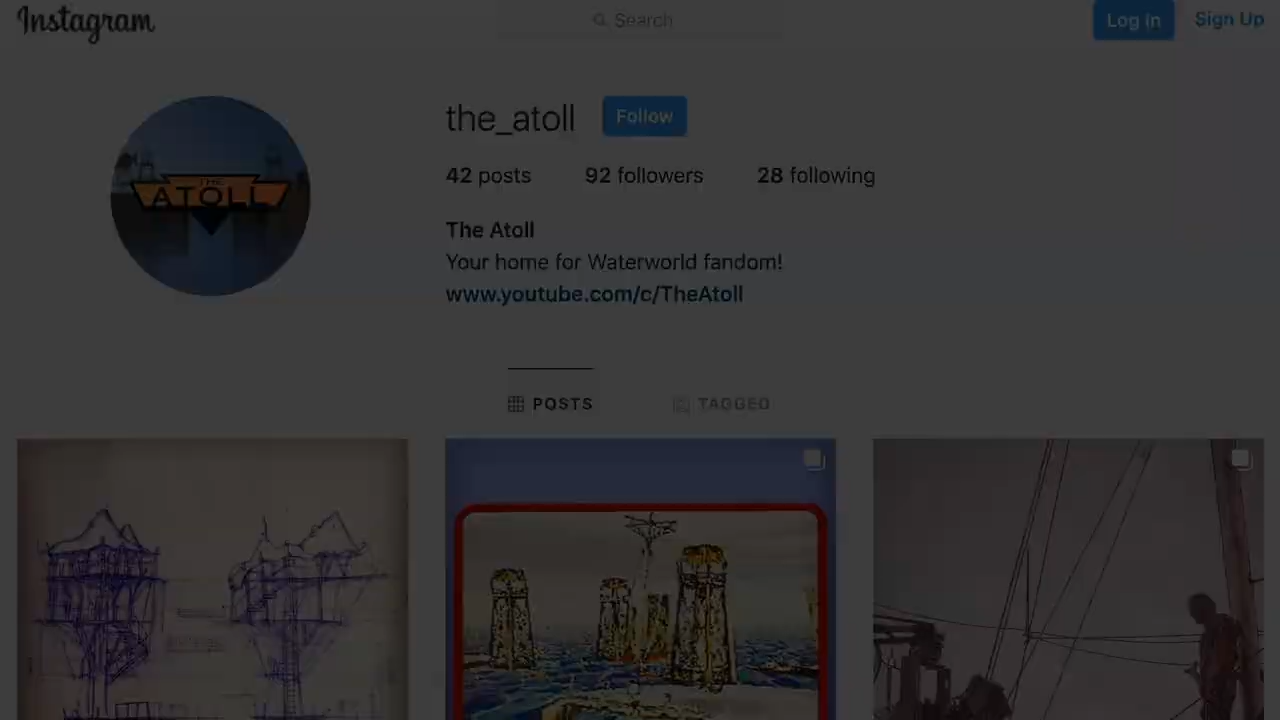 Instagram
Search
Log In
Sign Up
the_atoll
Follow
42 posts
92 followers
28 following
THE
ATOLL
The Atoll
Your home for Waterworld fandom!
www.youtube.com/c/TheAtoll
POSTS
TAGGED